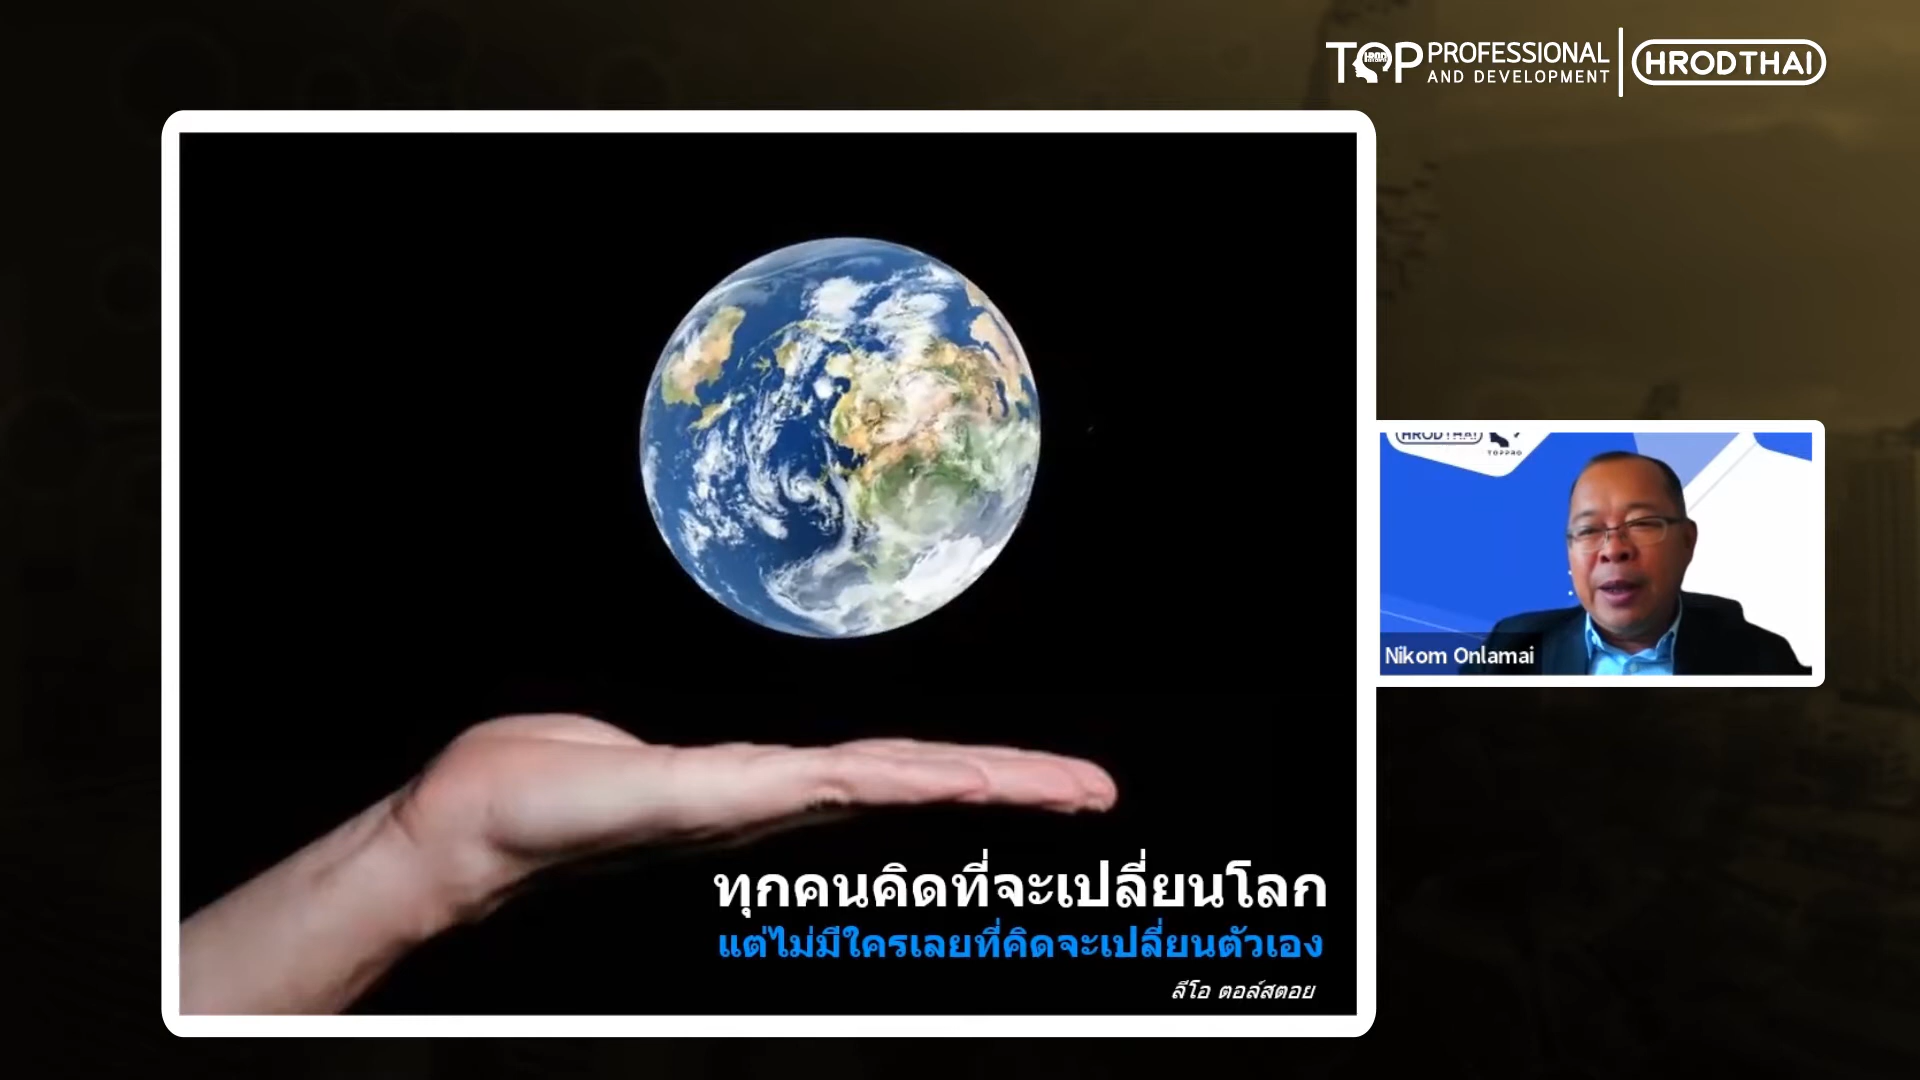 TOP PROFESSIONAL AND DEVELOPMENT
HRODTHAI
HRODTHAI
TOPPRO
Nikom Onlamai
ทุกคนคิดที่จะเปลี่ยนโลก
แต่ไม่มีใครเลยที่คิดจะเปลี่ยนตัวเอง
ลีโอ ตอล์สตอย